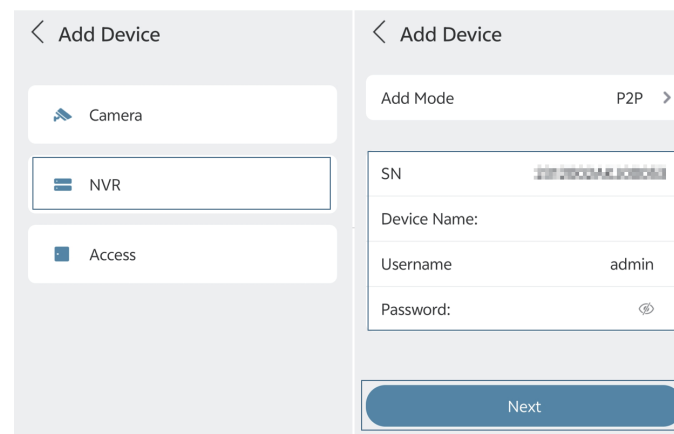 Add Device
Camera
NVR
Access
Add Device
Add Mode P2P
SN
Device Name:
Username admin
Password:
Next